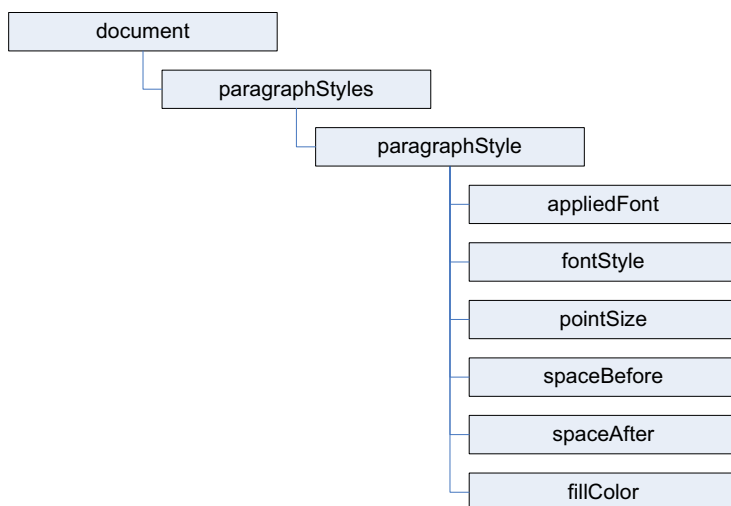 document
paragraphStyles
paragraphStyle
appliedFont
fontStyle
pointSize
spaceBefore
spaceAfter
fillColor